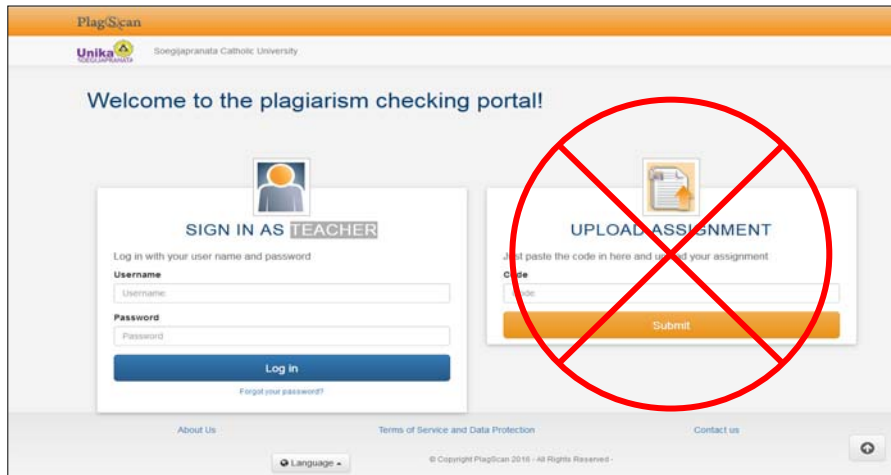 PlagScan
Unika
SOEGIJAPRANATA
Soegijapranata Catholic University
Welcome to the plagiarism checking portal!
SIGN IN AS TEACHER
Log in with your user name and password
Username
Username
Password
Password
Log in
Forgot your password?
UPLOAD ASSIGNMENT
Just paste the code in here and upload your assignment
Code
Code
Submit
About Us
Terms of Service and Data Protection
Contact us
Language
© Copyright PlagScan 2016 - All Rights Reserved -